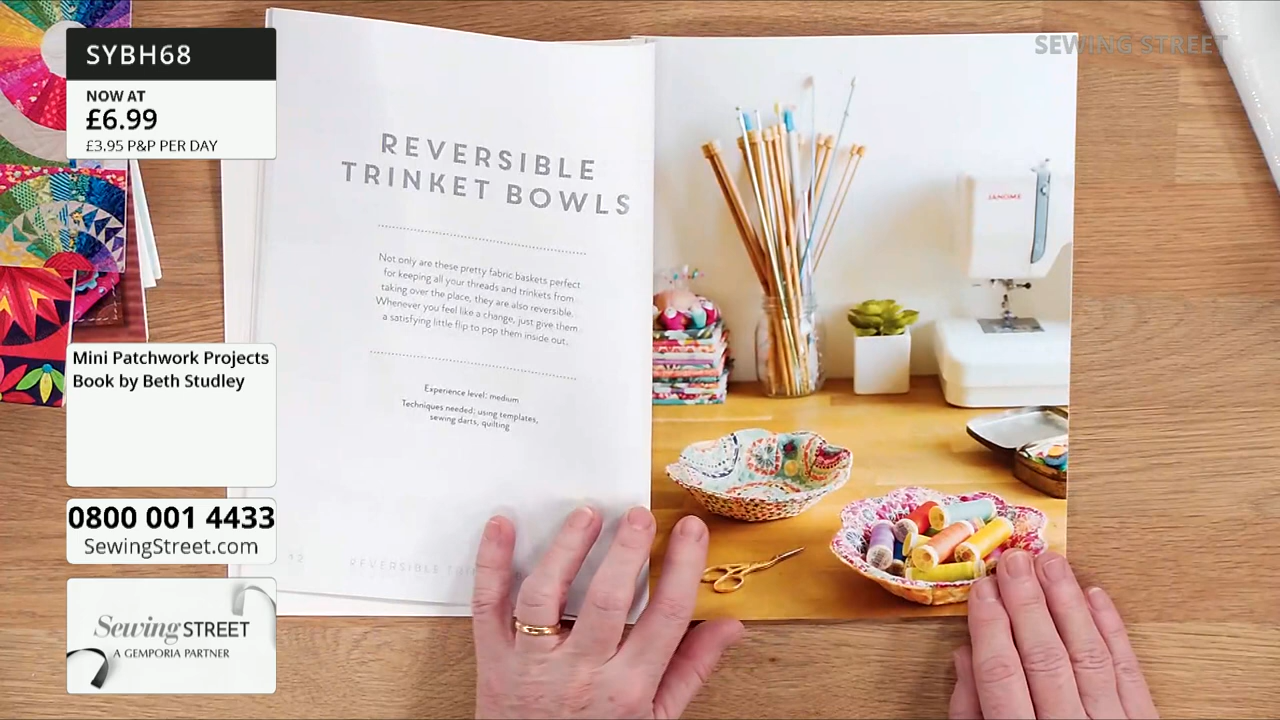 SYBH68
NOW AT
£6.99
£3.95 P&P PER DAY
Mini Patchwork Projects
Book by Beth Studley
0800 001 4433
SewingStreet.com
Sewing STREET
A GEMPORIA PARTNER
SEWING STREET
REVERSIBLE
TRINKET BOWLS
Not only are these pretty fabric baskets perfect
for keeping all your threads and trinkets from
taking over the place, they are also reversible.
Whenever you feel like a change, just give them
a satisfying little flip to pop them inside out.
Experience level: medium
Techniques needed: using templates,
sewing darts, quilting
REVERSIBLE
JANOME